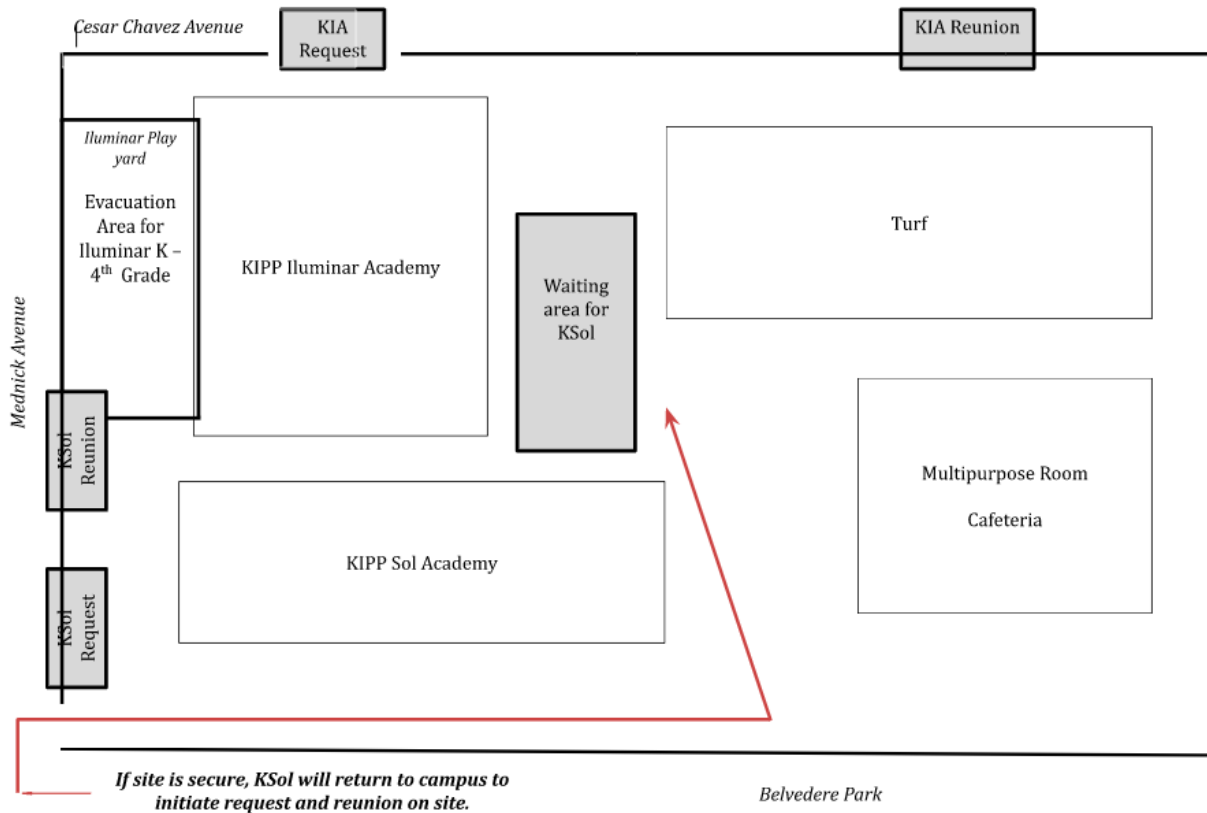 Cesar Chavez Avenue
KIA
Request
KIA Reunion
Iluminar Play
yard
Evacuation
Area for
Iluminar K –
4th Grade
KIPP Iluminar Academy
Waiting
area for
KSol
Turf
Mednick Avenue
KSol
Reunion
Multipurpose Room
Cafeteria
KIPP Sol Academy
KSol
Request
If site is secure, KSol will return to campus to
initiate request and reunion on site.
Belvedere Park